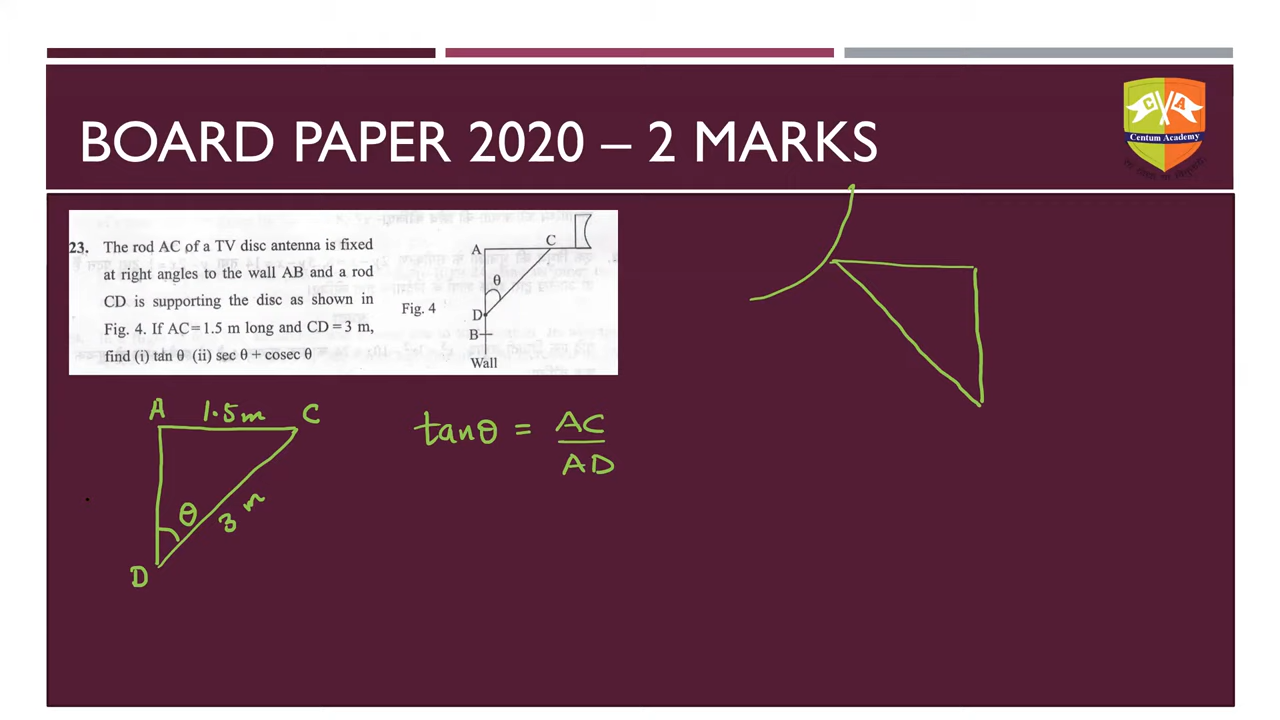 BOARD PAPER 2020 – 2 MARKS
C A
Centum Academy
23. The rod AC of a TV disc antenna is fixed
at right angles to the wall AB and a rod
CD is supporting the disc as shown in
Fig. 4. If AC=1.5 m long and CD=3 m,
find (i) tan θ (ii) sec θ + cosec θ
Fig. 4
A
C
θ
D
B
Wall
A 1.5m C
θ
3 m
D
tanθ = AC
AD